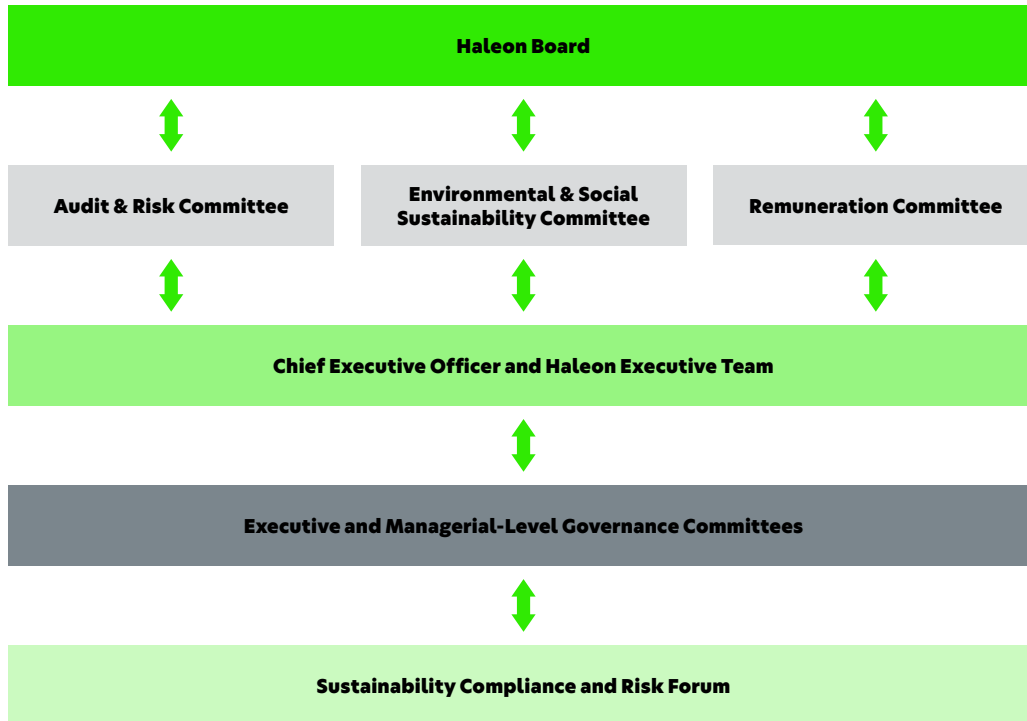 Haleon Board
Audit & Risk Committee
Environmental & Social
Sustainability Committee
Remuneration Committee
Chief Executive Officer and Haleon Executive Team
Executive and Managerial-Level Governance Committees
Sustainability Compliance and Risk Forum